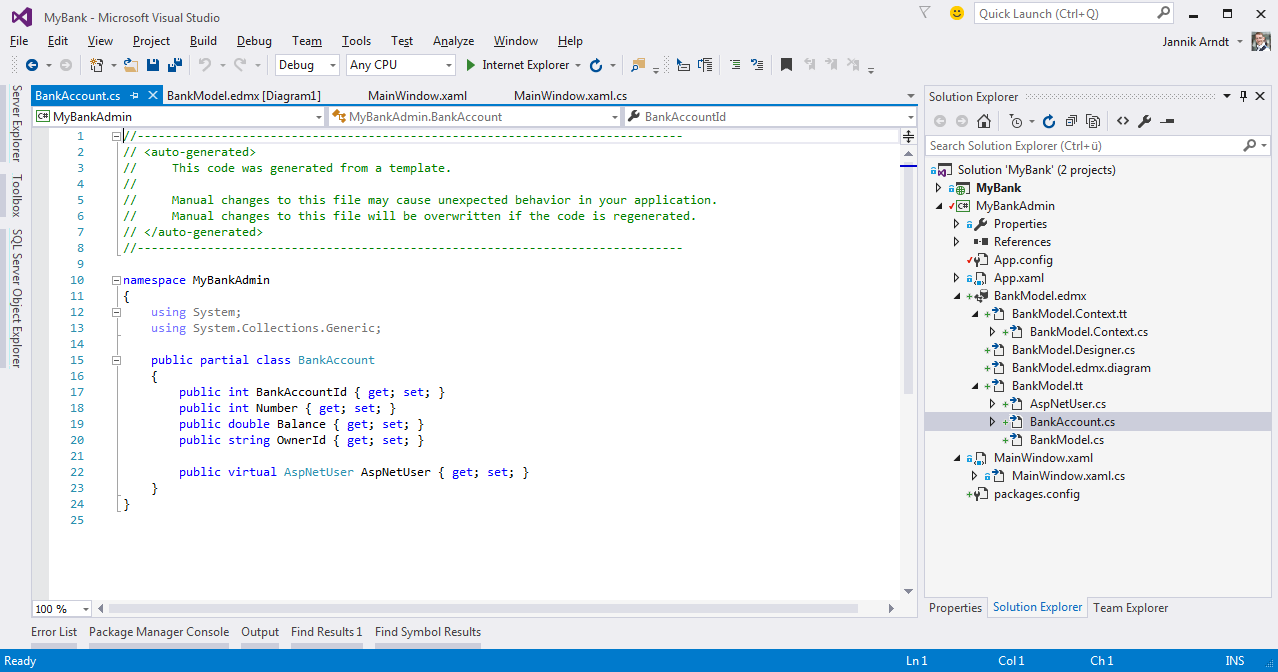 MyBank - Microsoft Visual Studio
Quick Launch (Ctrl+Q)
File Edit View Project Build Debug Team Tools Test Analyze Window Help
Jannik Arndt
Debug Any CPU Internet Explorer
Server Explorer
Toolbox
SQL Server Object Explorer
BankAccount.cs BankModel.edmx [Diagram1] MainWindow.xaml MainWindow.xaml.cs
C# MyBankAdmin MyBankAdmin.BankAccount BankAccountId
1 //------------------------------------------------------------------------------
2 // <auto-generated>
3 //     This code was generated from a template.
4 //
5 //     Manual changes to this file may cause unexpected behavior in your application.
6 //     Manual changes to this file will be overwritten if the code is regenerated.
7 // </auto-generated>
8 //------------------------------------------------------------------------------
9
10 namespace MyBankAdmin
11 {
12     using System;
13     using System.Collections.Generic;
14
15     public partial class BankAccount
16     {
17         public int BankAccountId { get; set; }
18         public int Number { get; set; }
19         public double Balance { get; set; }
20         public string OwnerId { get; set; }
21
22         public virtual AspNetUser AspNetUser { get; set; }
23     }
24 }
25
100 %
Solution Explorer
Search Solution Explorer (Ctrl+ü)
Solution 'MyBank' (2 projects)
MyBank
C# MyBankAdmin
Properties
References
App.config
App.xaml
BankModel.edmx
BankModel.Context.tt
BankModel.Context.cs
BankModel.Designer.cs
BankModel.edmx.diagram
BankModel.tt
AspNetUser.cs
BankAccount.cs
BankModel.cs
MainWindow.xaml
MainWindow.xaml.cs
packages.config
Properties Solution Explorer Team Explorer
Error List Package Manager Console Output Find Results 1 Find Symbol Results
Ready Ln 1 Col 1 Ch 1 INS